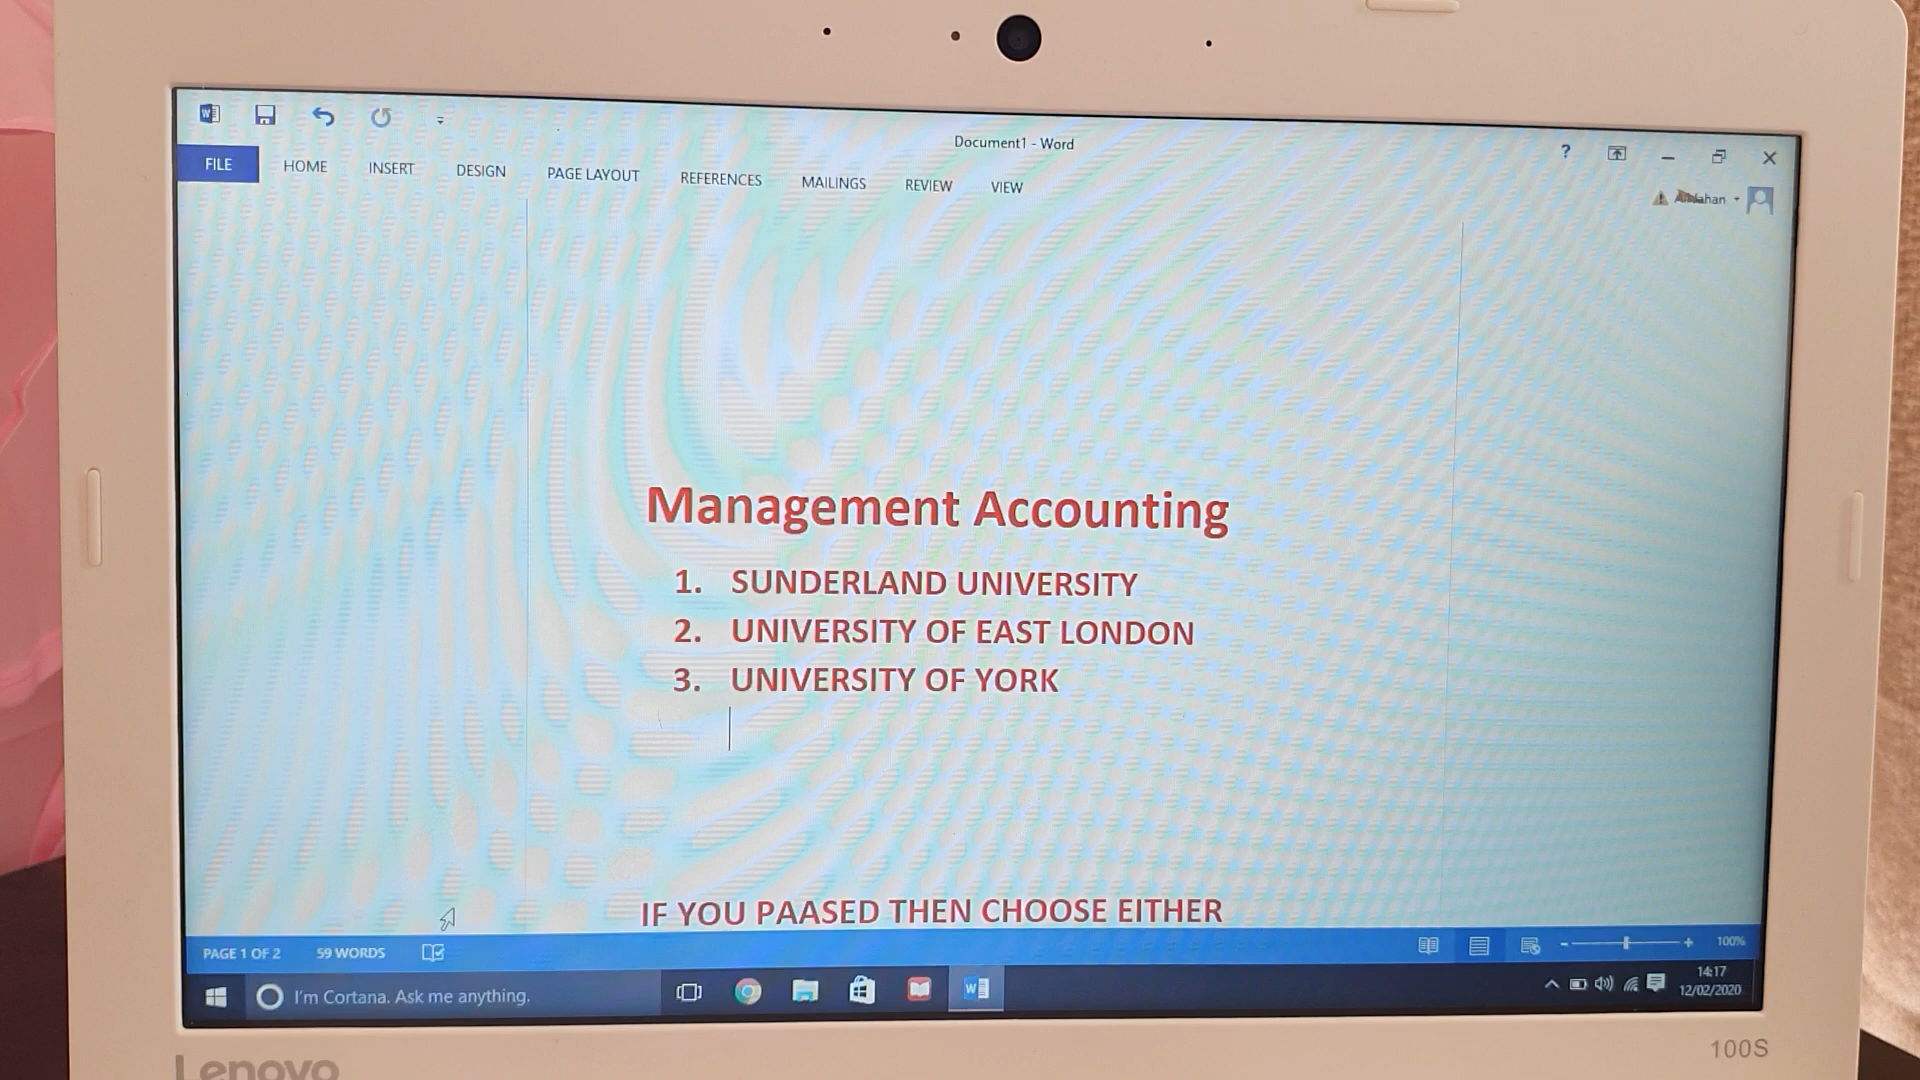 Document1 - Word
FILE HOME INSERT DESIGN PAGE LAYOUT REFERENCES MAILINGS REVIEW VIEW
?
Management Accounting
1. SUNDERLAND UNIVERSITY
2. UNIVERSITY OF EAST LONDON
3. UNIVERSITY OF YORK
IF YOU PAASED THEN CHOOSE EITHER
PAGE 1 OF 2 59 WORDS
100%
I'm Cortana. Ask me anything.
14:17
12/02/2020
Lenovo
100S